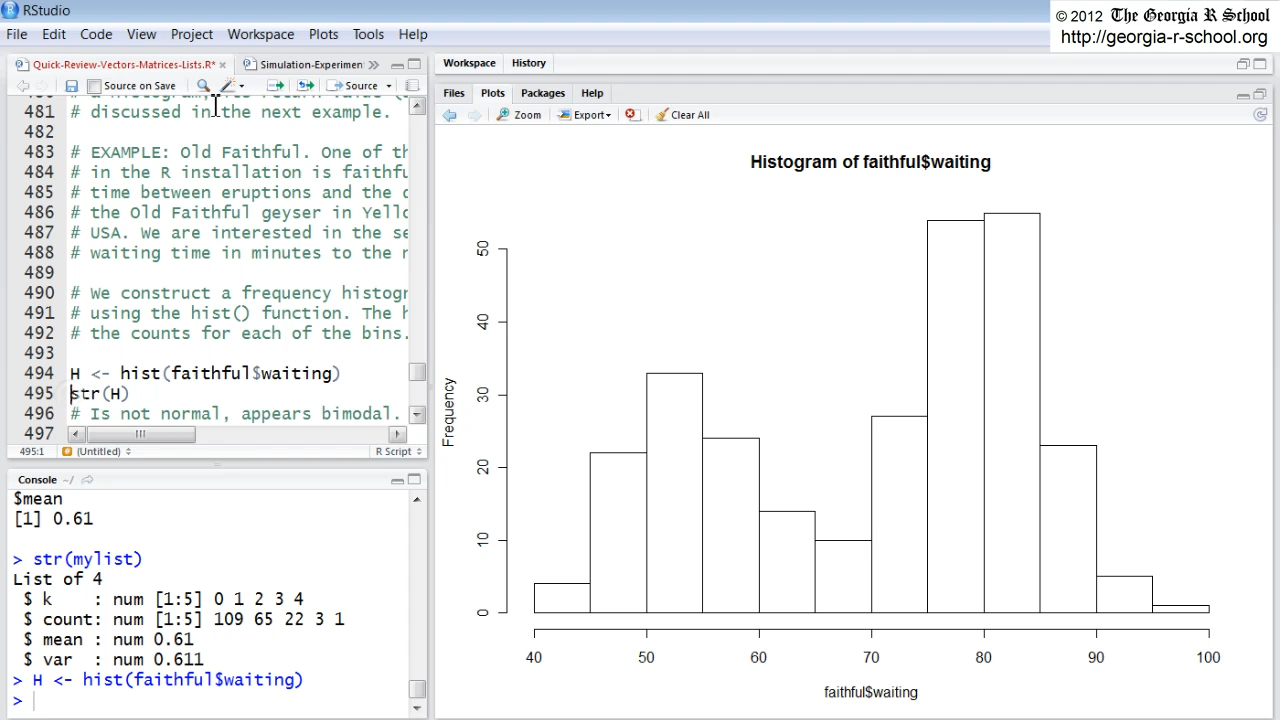 RStudio
© 2012 The Georgia R School
http://georgia-r-school.org
File Edit Code View Project Workspace Plots Tools Help
Quick-Review-Vectors-Matrices-Lists.R* × Simulation-Experimen »
Source on Save Source
481 # discussed in the next example.
482
483 # EXAMPLE: Old Faithful. One of th
484 # in the R installation is faithfu
485 # time between eruptions and the d
486 # the Old Faithful geyser in Yello
487 # USA. We are interested in the se
488 # waiting time in minutes to the n
489
490 # We construct a frequency histogr
491 # using the hist() function. The h
492 # the counts for each of the bins.
493
494 H <- hist(faithful$waiting)
495 str(H)
496 # Is not normal, appears bimodal.
497
495:1 (Untitled) R Script
Console ~/
$mean
[1] 0.61
> str(mylist)
List of 4
$ k : num [1:5] 0 1 2 3 4
$ count: num [1:5] 109 65 22 3 1
$ mean : num 0.61
$ var : num 0.611
> H <- hist(faithful$waiting)
>
Workspace History
Files Plots Packages Help
Zoom Export Clear All
Histogram of faithful$waiting
Frequency
50
40
30
20
10
0
40 50 60 70 80 90 100
faithful$waiting